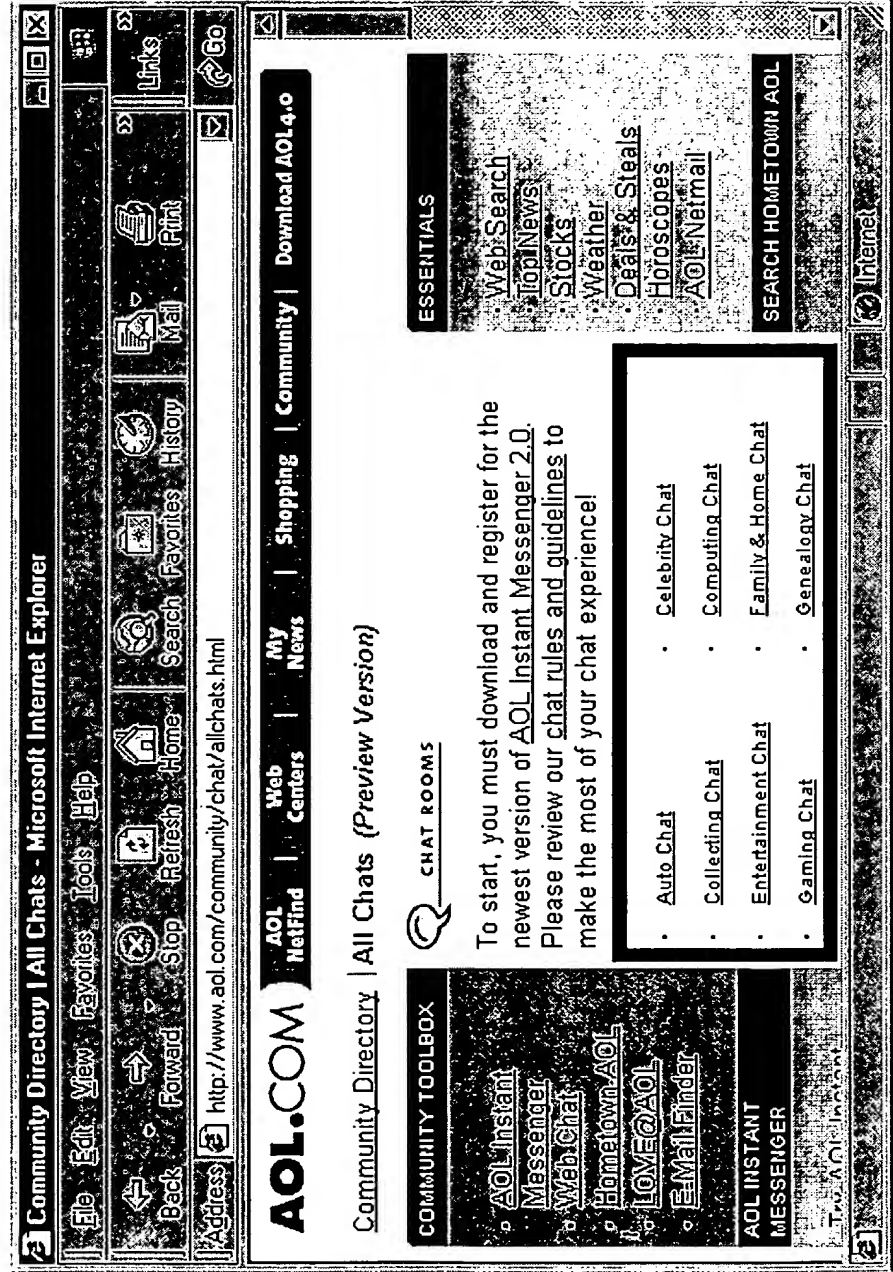 Community Directory | All Chats - Microsoft Internet Explorer
File Edit View Favorites Tools Help
Back Forward Stop Refresh Home Search Favorites History Mail Print » Links »
Address http://www.aol.com/community/chat/allchats.html Go
AOL.COM AOL NetFind | Web Centers | My News | Shopping | Community | Download AOL 4.0
Community Directory | All Chats (Preview Version)
COMMUNITY TOOLBOX
AOL Instant
Messenger
Web Chat
Hometown AOL
LOVE@AOL
E-Mail Finder
AOL INSTANT
MESSENGER
CHAT ROOMS
To start, you must download and register for the
newest version of AOL Instant Messenger 2.0.
Please review our chat rules and guidelines to
make the most of your chat experience!
· Auto Chat · Celebrity Chat
· Collecting Chat · Computing Chat
· Entertainment Chat · Family & Home Chat
· Gaming Chat · Genealogy Chat
ESSENTIALS
· Web Search
· Top News
· Stocks
· Weather
· Deals & Steals
· Horoscopes
· AOL Netmail
SEARCH HOMETOWN AOL
Internet